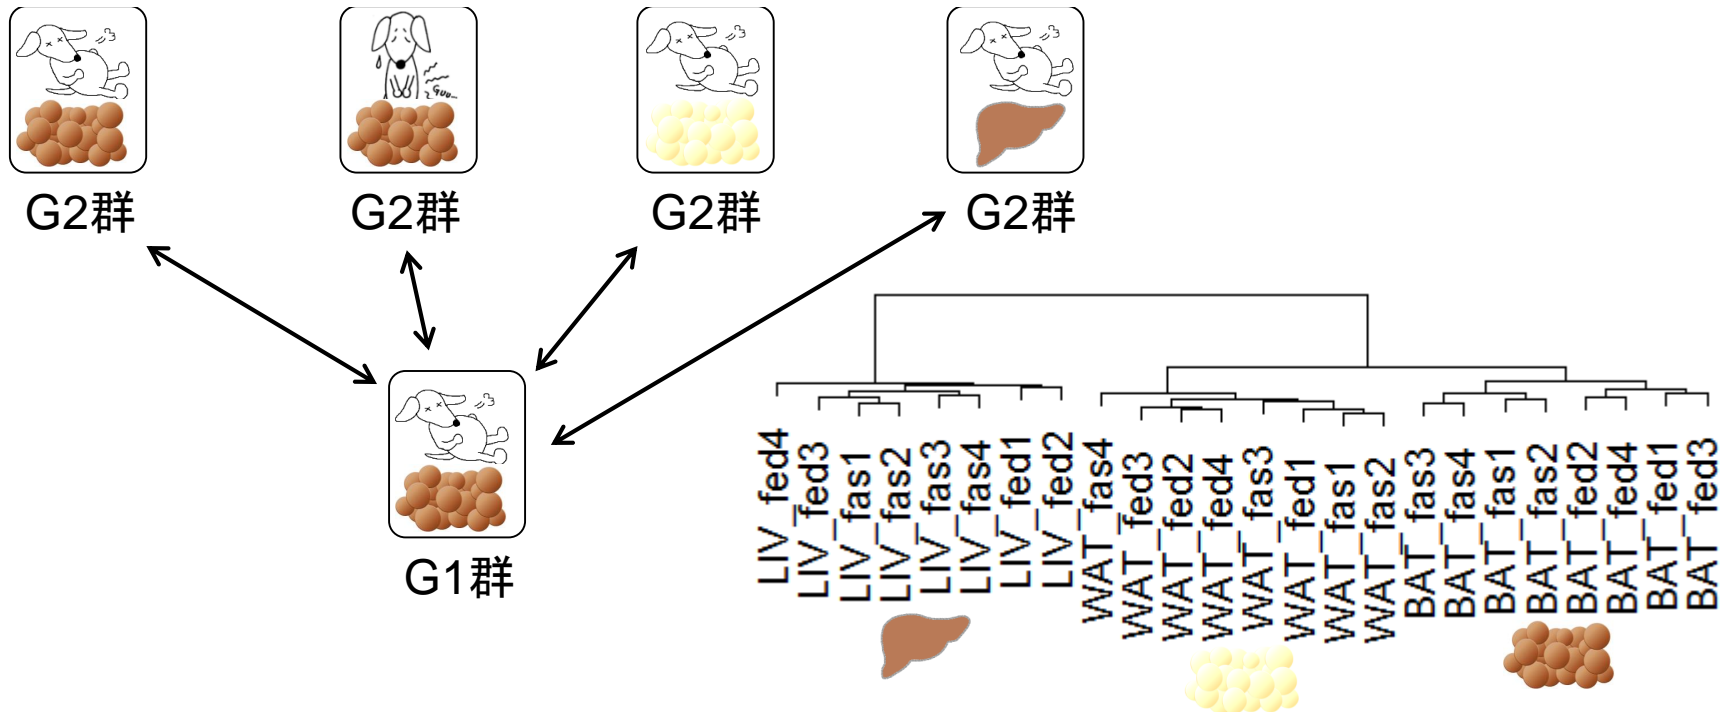 Guu...
G2群
G2群
G2群
G2群
G1群
LIV_fed4
LIV_fed3
LIV_fas1
LIV_fas2
LIV_fas3
LIV_fas4
LIV_fed1
LIV_fed2
WAT_fas4
WAT_fed3
WAT_fed2
WAT_fed4
WAT_fas3
WAT_fed1
WAT_fas1
WAT_fas2
BAT_fas3
BAT_fas4
BAT_fas1
BAT_fas2
BAT_fed2
BAT_fed4
BAT_fed1
BAT_fed3